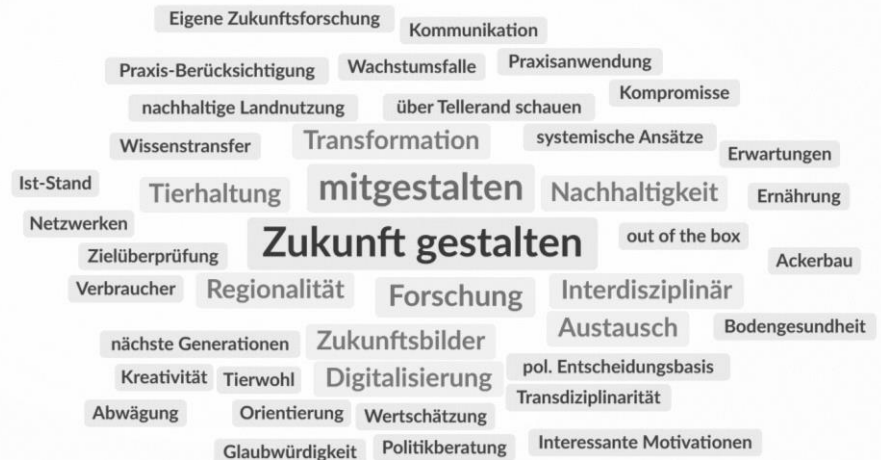 Eigene Zukunftsforschung
Kommunikation
Praxis-Berücksichtigung
Wachstumsfalle
Praxisanwendung
Kompromisse
nachhaltige Landnutzung
über Tellerand schauen
Wissenstransfer
Transformation
systemische Ansätze
Erwartungen
Ist-Stand
Tierhaltung
mitgestalten
Nachhaltigkeit
Ernährung
Netzwerken
Zielüberprüfung
Zukunft gestalten
out of the box
Ackerbau
Verbraucher
Regionalität
Forschung
Interdisziplinär
nächste Generationen
Zukunftsbilder
Austausch
Bodengesundheit
Kreativität
Tierwohl
Digitalisierung
pol. Entscheidungsbasis
Transdiziplinarität
Abwägung
Orientierung
Wertschätzung
Glaubwürdigkeit
Politikberatung
Interessante Motivationen